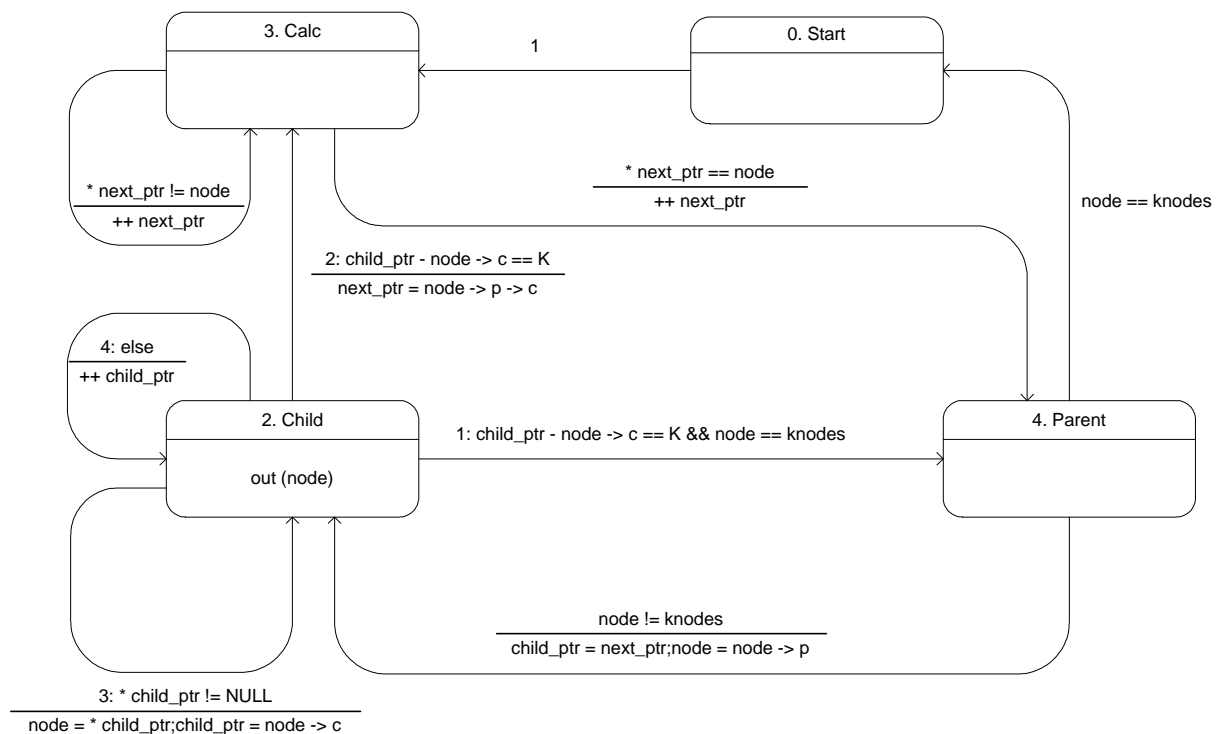 3. Calc
0. Start
1
* next_ptr != node
++ next_ptr
* next_ptr == node
++ next_ptr
node == knodes
2: child_ptr - node -> c == K
next_ptr = node -> p -> c
4: else
++ child_ptr
2. Child
out (node)
1: child_ptr - node -> c == K && node == knodes
4. Parent
node != knodes
child_ptr = next_ptr;node = node -> p
3: * child_ptr != NULL
node = * child_ptr;child_ptr = node -> c